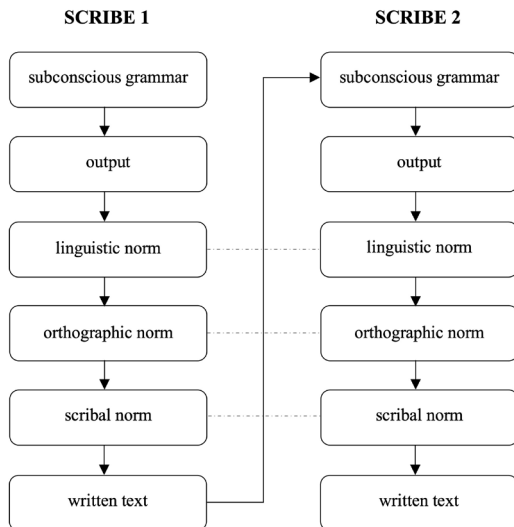 SCRIBE 1
subconscious grammar
output
linguistic norm
orthographic norm
scribal norm
written text
SCRIBE 2
subconscious grammar
output
linguistic norm
orthographic norm
scribal norm
written text